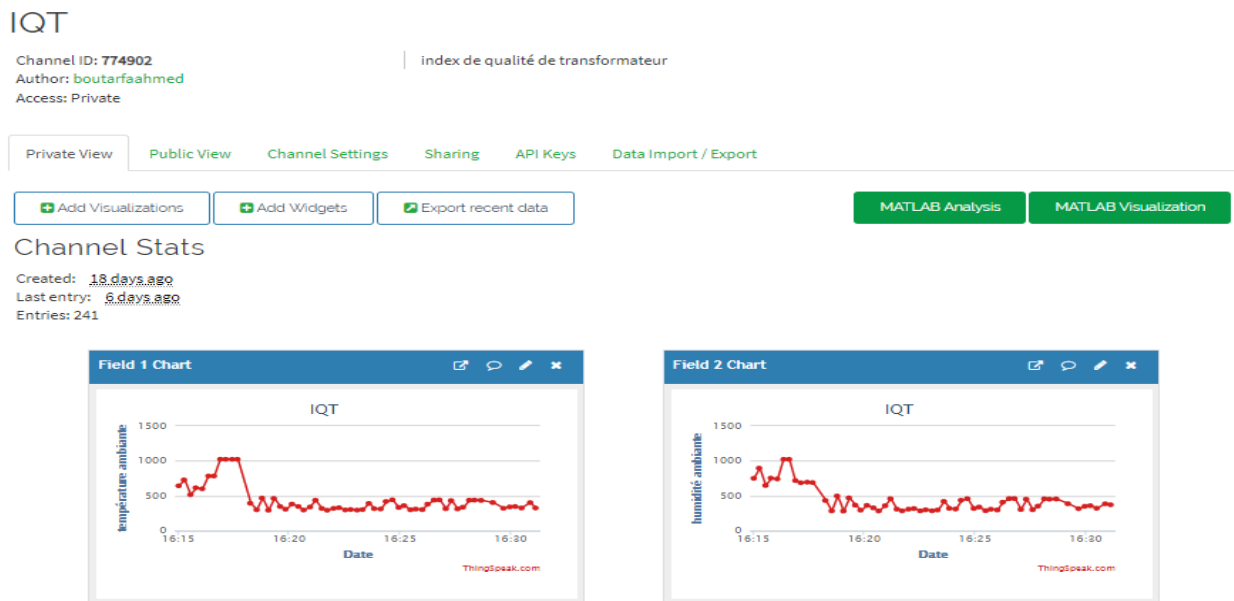 IQT
Channel ID: 774902
index de qualité de transformateur
Author: boutarfaahmed
Access: Private
Private View
Public View
Channel Settings
Sharing
API Keys
Data Import / Export
Add Visualizations
Add Widgets
Export recent data
MATLAB Analysis
MATLAB Visualization
Channel Stats
Created: 18 days ago
Last entry: 6 days ago
Entries: 241
Field 1 Chart
IQT
température ambiante
1500
1000
500
0
16:15
16:20
16:25
16:30
Date
ThingSpeak.com
Field 2 Chart
IQT
humidité ambiante
1500
1000
500
0
16:15
16:20
16:25
16:30
Date
ThingSpeak.com